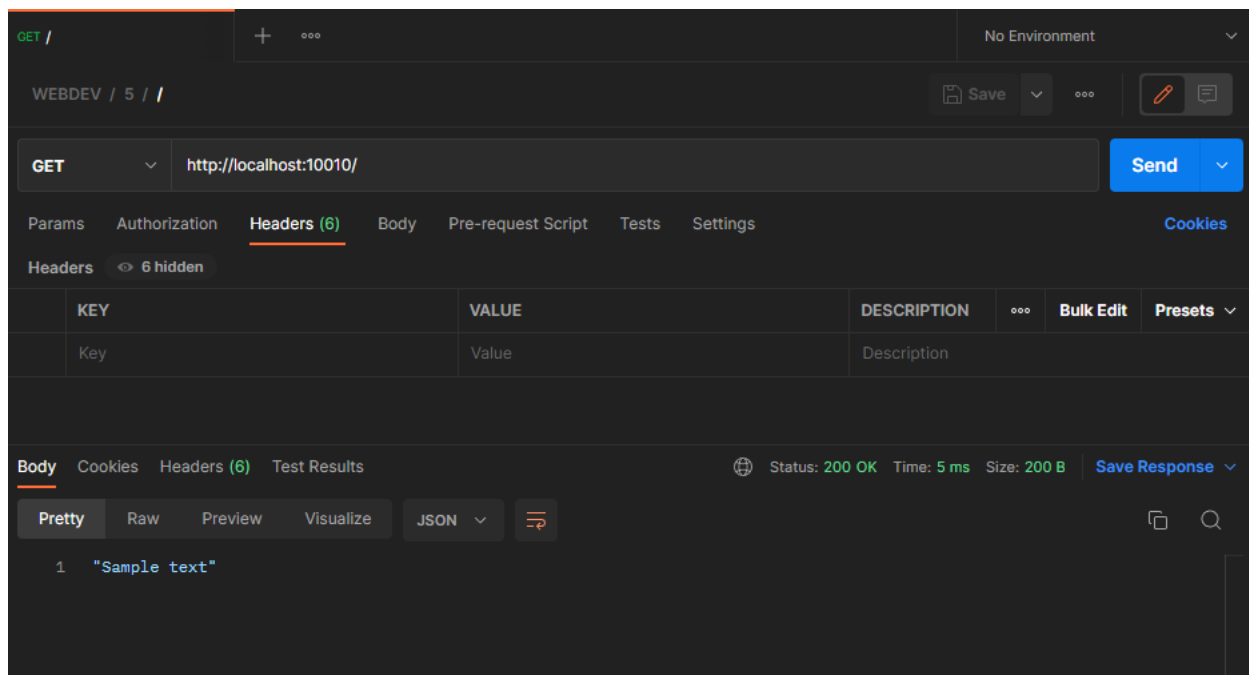 GET / No Environment
WEBDEV / 5 / / Save
GET http://localhost:10010/ Send
Params Authorization Headers (6) Body Pre-request Script Tests Settings Cookies
Headers 6 hidden
KEY VALUE DESCRIPTION Bulk Edit Presets
Key Value Description
Body Cookies Headers (6) Test Results Status: 200 OK Time: 5 ms Size: 200 B Save Response
Pretty Raw Preview Visualize JSON
1 "Sample text"